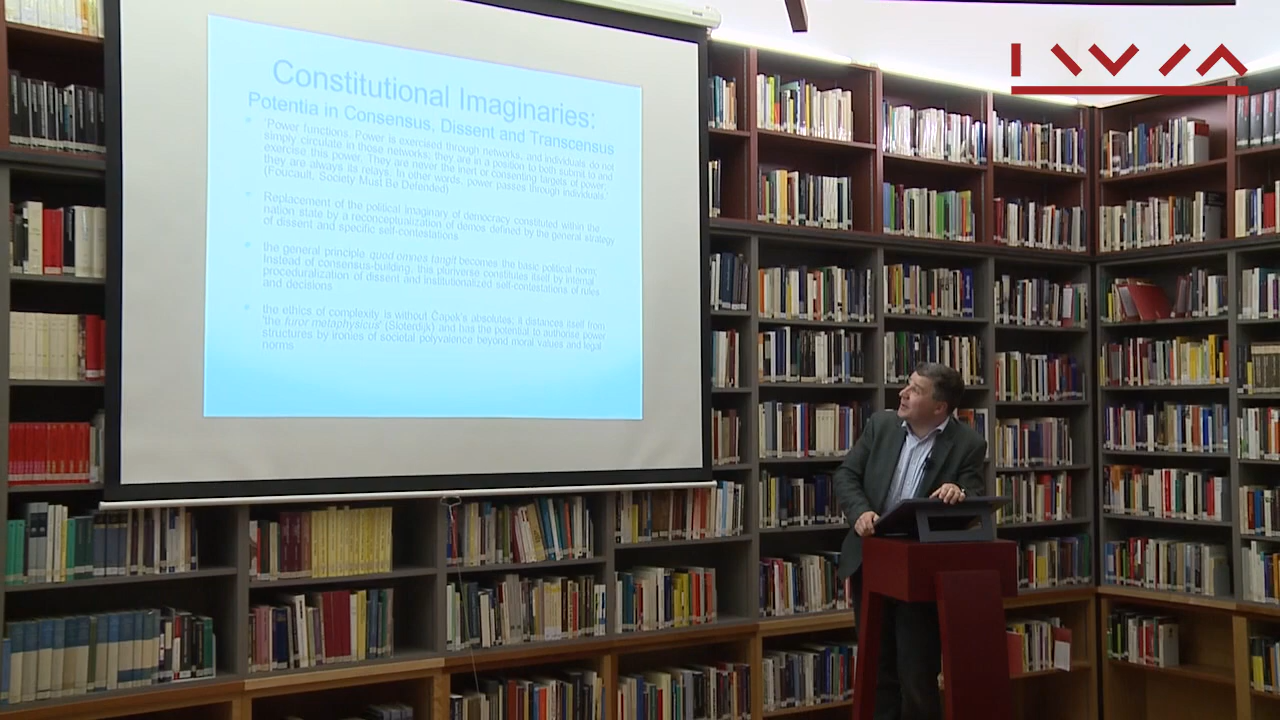 Constitutional Imaginaries:
Potentia in Consensus, Dissent and Transcensus
'Power functions. Power is exercised through networks, and individuals do not
simply circulate in those networks; they are in a position to both submit to and
exercise this power. They are never the inert or consenting targets of power;
they are always its relays. In other words, power passes through individuals.'
(Foucault, Society Must Be Defended)
Replacement of the political imaginary of democracy constituted within the
nation state by a reconceptualization of demos defined by the general strategy
of dissent and specific self-contestations
the general principle quod omnes tangit becomes the basic political norm;
instead of consensus-building, this pluriverse constitutes itself by internal
proceduralization of dissent and institutionalized self-contestations of rules
and decisions
the ethics of complexity is without Čapek's absolutes; it distances itself from
'the furor metaphysicus' (Sloterdijk) and has the potential to authorise power
structures by ironies of societal polyvalence beyond moral values and legal
norms